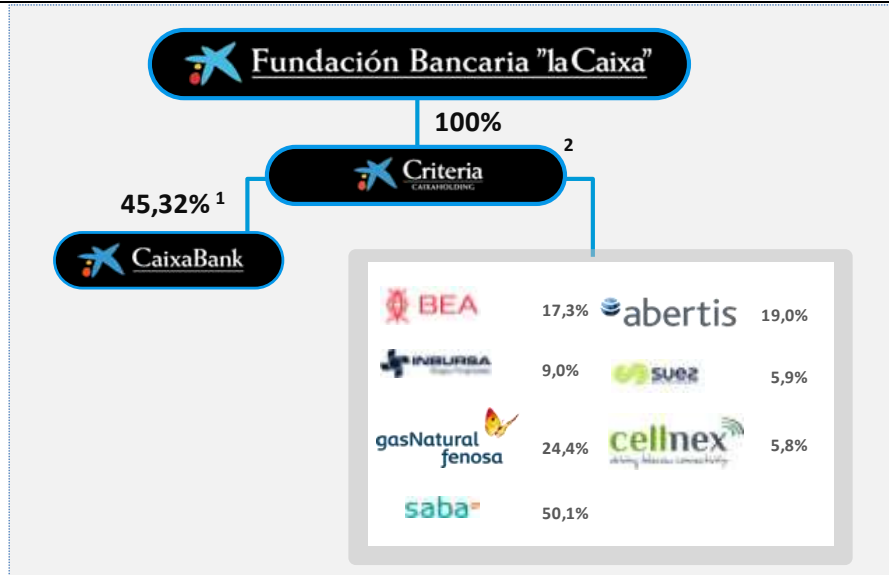 Fundación Bancaria "la Caixa"
100%
2
Criteria
CAIXAHOLDING
45,32% 1
CaixaBank
BEA 17,3%
abertis 19,0%
INBURSA
9,0%
suez 5,9%
gasNatural
fenosa 24,4%
cellnex 5,8%
saba 50,1%